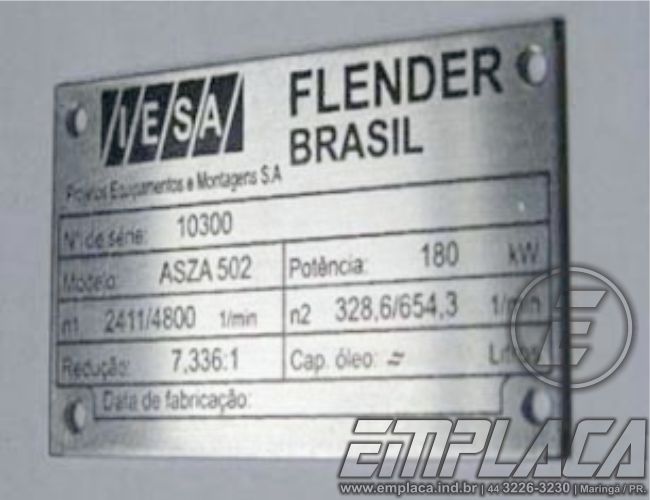 IESA FLENDER
BRASIL
Projetos Equipamentos e Montagens S.A
Nº de série: 10300
Modelo: ASZA 502 Potência: 180 kW
n1 2411/4800 1/min n2 328,6/654,3 1/min
Redução: 7,336:1 Cap. óleo: ≈ Litros
Data de fabricação:
E
EMPLACA
www.emplaca.ind.br | 44 3226-3230 | Maringá / PR.